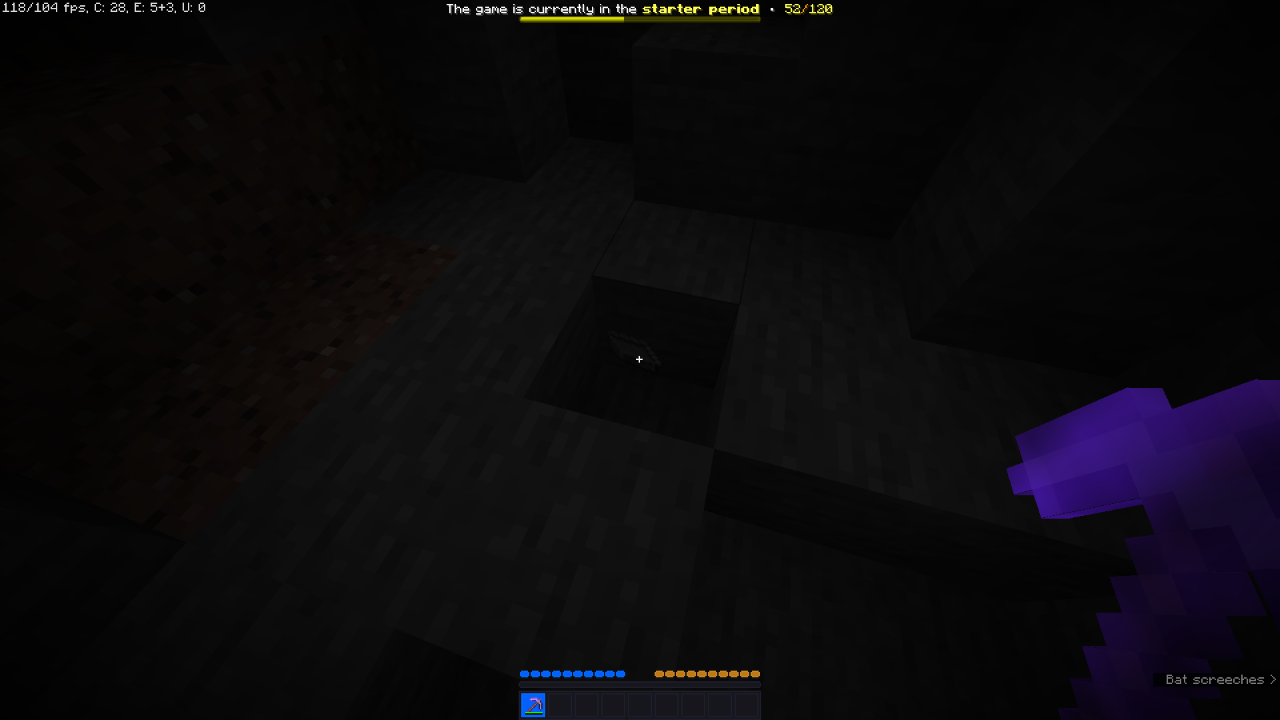 118/104 fps, C: 28, E: 5+3, U: 0
The game is currently in the starter period • 52/120
Bat screeches >